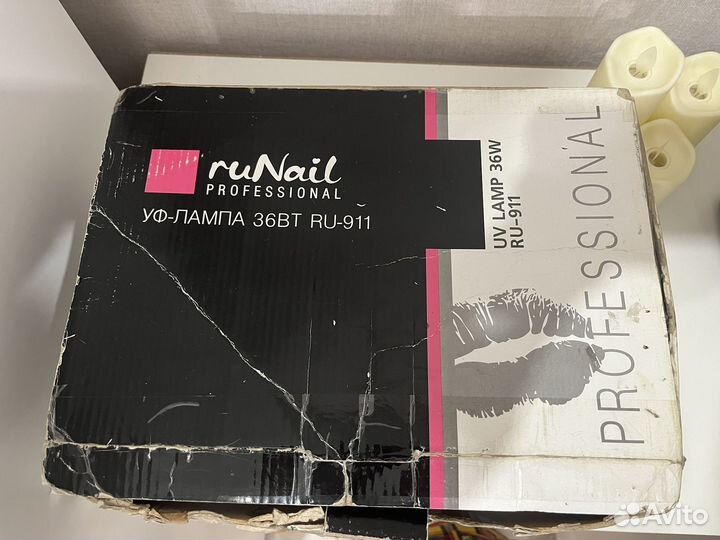 ruNail
PROFESSIONAL
УФ-ЛАМПА 36ВТ RU-911
UV LAMP 36W
RU-911
PROFESSIONAL
Avito